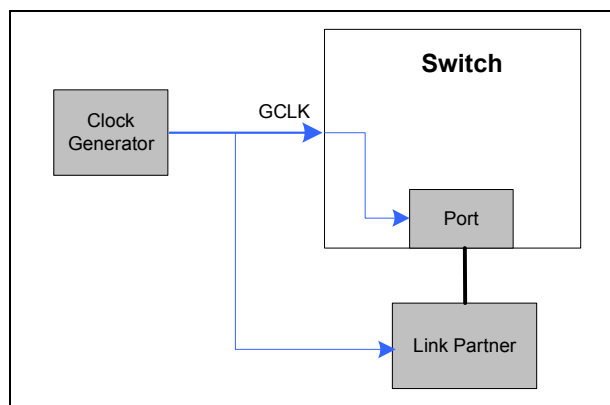 Switch
GCLK
Clock
Generator
Port
Link Partner